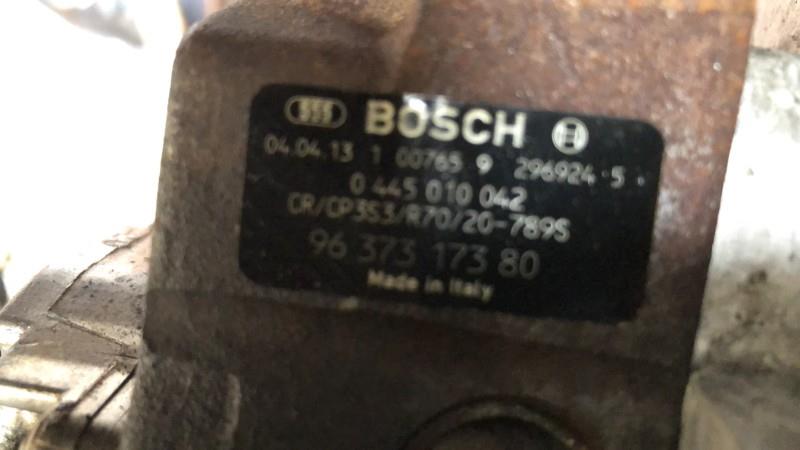 BOSCH
04.04.13 1 00765 9 296924 5
0 445 010 042
CR/CP3S3/R70/20-789S
96 373 173 80
Made in Italy